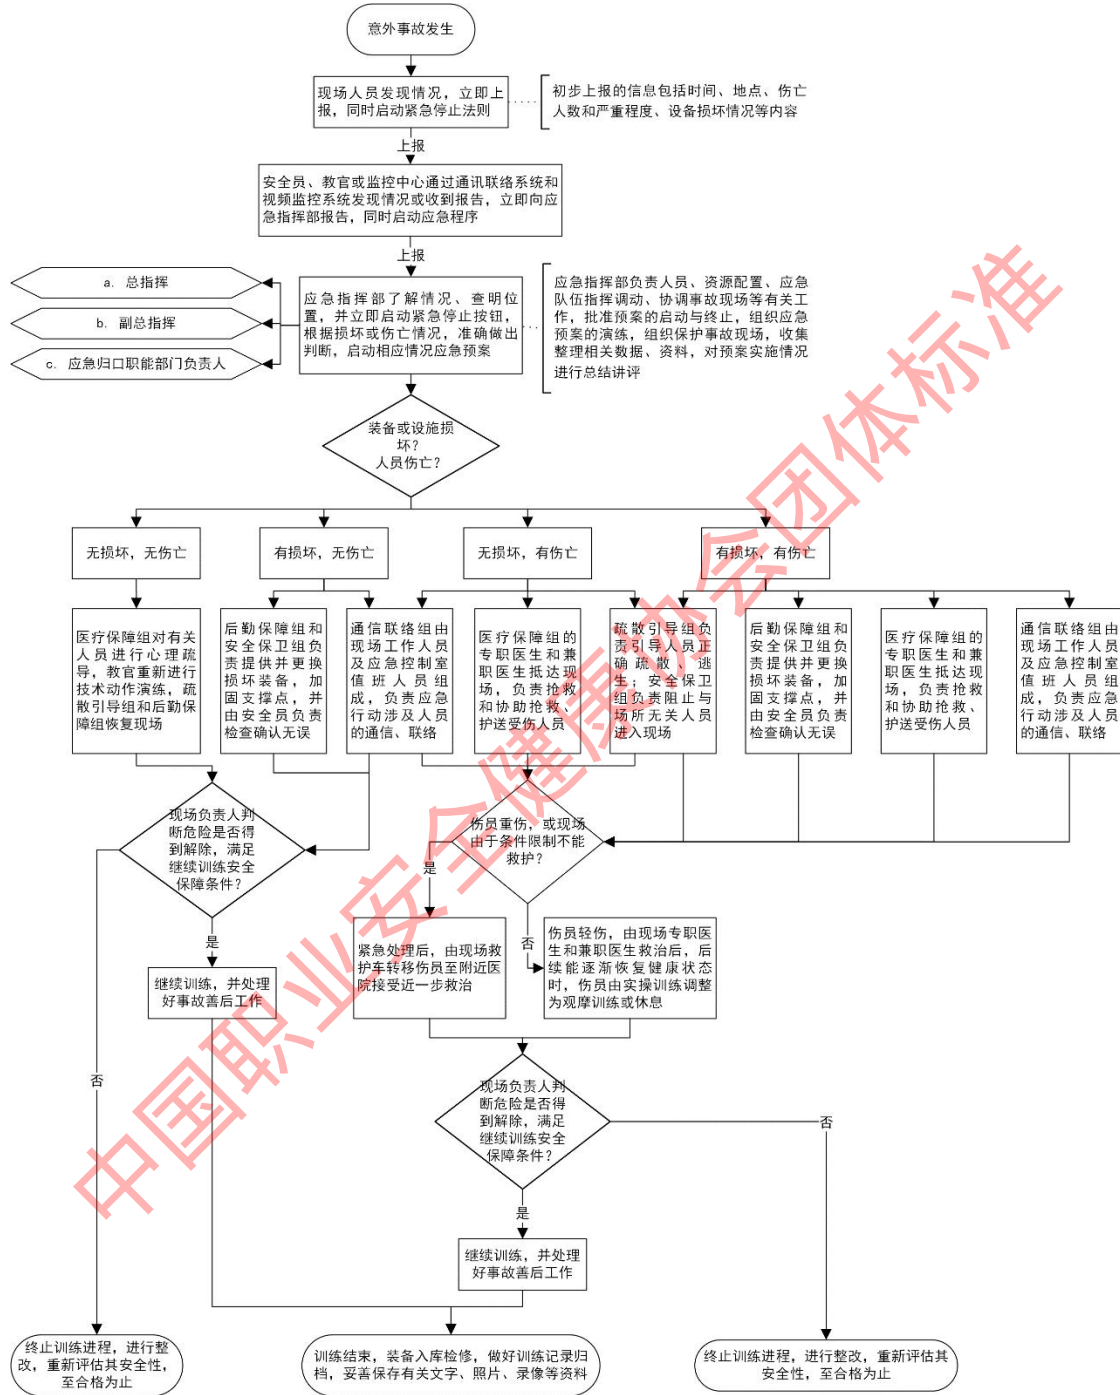 意外事故发生
现场人员发现情况，立即上
报，同时启动紧急停止法则
初步上报的信息包括时间、地点、伤亡
人数和严重程度、设备损坏情况等内容
上报
安全员、教官或监控中心通过通讯联络系统和
视频监控系统发现情况或收到报告，立即向应
急指挥部报告，同时启动应急程序
上报
a. 总指挥
b. 副总指挥
c. 应急归口职能部门负责人
应急指挥部了解情况、查明位
置，并立即启动紧急停止按钮，
根据损坏或伤亡情况，准确做出
判断，启动相应情况应急预案
应急指挥部负责人员、资源配置、应急
队伍指挥调动、协调事故现场等有关工
作，批准预案的启动与终止，组织应急
预案的演练，组织保护事故现场，收集
整理相关数据、资料，对预案实施情况
进行总结讲评
装备或设施损
坏？
人员伤亡？
无损坏，无伤亡
有损坏，无伤亡
无损坏，有伤亡
有损坏，有伤亡
医疗保障组对有关
人员进行心理疏
导，教官重新进行
技术动作演练，疏
散引导组和后勤保
障组恢复现场
后勤保障组和
安全保卫组负
责提供并更换
损坏装备，加
固支撑点，并
由安全员负责
检查确认无误
通信联络组由
现场工作人员
及应急控制室
值班人员组
成，负责应急
行动涉及人员
的通信、联络
医疗保障组的
专职医生和兼
职医生抵达现
场，负责抢救
和协助抢救、
护送受伤人员
疏散引导组负
责引导人员正
确疏散、逃
生；安全保卫
组负责阻止与
场所无关人员
进入现场
后勤保障组和
安全保卫组负
责提供并更换
损坏装备，加
固支撑点，并
由安全员负责
检查确认无误
医疗保障组的
专职医生和兼
职医生抵达现
场，负责抢救
和协助抢救、
护送受伤人员
通信联络组由
现场工作人员
及应急控制室
值班人员组
成，负责应急
行动涉及人员
的通信、联络
现场负责人判
断危险是否得
到解除，满足
继续训练安全
保障条件？
伤员重伤，或现场
由于条件限制不能
救护？
是
否
是
紧急处理后，由现场救
护车转移伤员至附近医
院接受近一步救治
伤员轻伤，由现场专职医
生和兼职医生救治后，后
续能逐渐恢复健康状态
时，伤员由实操训练调整
为观摩训练或休息
继续训练，并处理
好事故善后工作
否
现场负责人判
断危险是否得
到解除，满足
继续训练安全
保障条件？
否
是
继续训练，并处理
好事故善后工作
终止训练进程，进行整
改，重新评估其安全性，
至合格为止
训练结束，装备入库检修，做好训练记录归
档，妥善保存有关文字、照片、录像等资料
终止训练进程，进行整改，重新评估其
安全性，至合格为止
中国职业安全健康协会团体标准